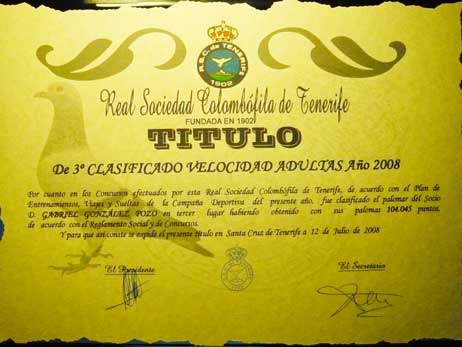 R.S.C. de TENERIFE
1902
Real Sociedad Colombófila de Tenerife
FUNDADA EN 1902
TITULO
De 3ª CLASIFICADO VELOCIDAD ADULTAS Año 2008
Por cuanto en los Concursos efectuados por esta Real Sociedad Colombófila de Tenerife, de acuerdo con el Plan de
Entrenamientos, Viajes y Sueltas de la Campaña Deportiva del presente año, fue clasificado el palomar del Socio
D. GABRIEL GONZÁLEZ POZO en tercer lugar habiendo obtenido con sus palomas 104.045 puntos,
de acuerdo con el Reglamento Social y de Concursos.
Y para que así conste se expide el presente titulo en Santa Cruz de Tenerife a 12 de Julio de 2008
El Presidente
El Secretario